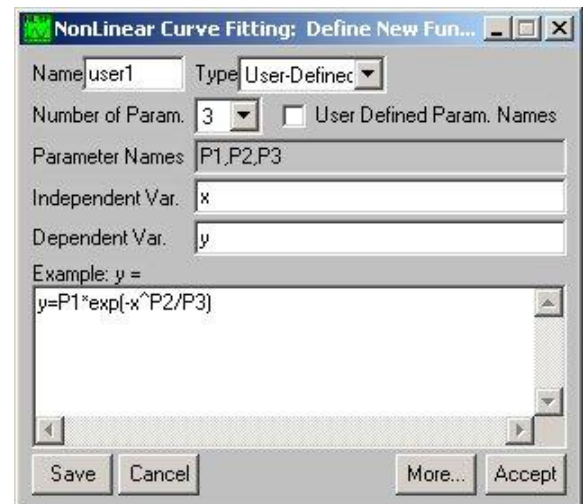 NonLinear Curve Fitting: Define New Fun...
Name user1 Type User-Defined
Number of Param. 3 User Defined Param. Names
Parameter Names P1,P2,P3
Independent Var. x
Dependent Var. y
Example: y =
y=P1*exp(-x^P2/P3)
Save Cancel More... Accept